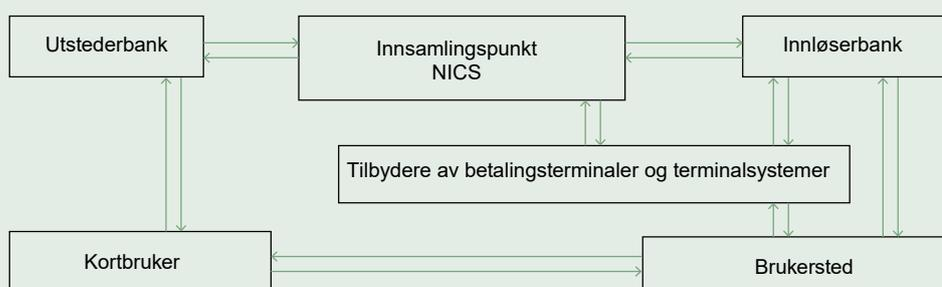 Utstederbank
Innsamlingspunkt
NICS
Innløserbank
Tilbydere av betalingsterminaler og terminalsystemer
Kortbruker
Brukersted